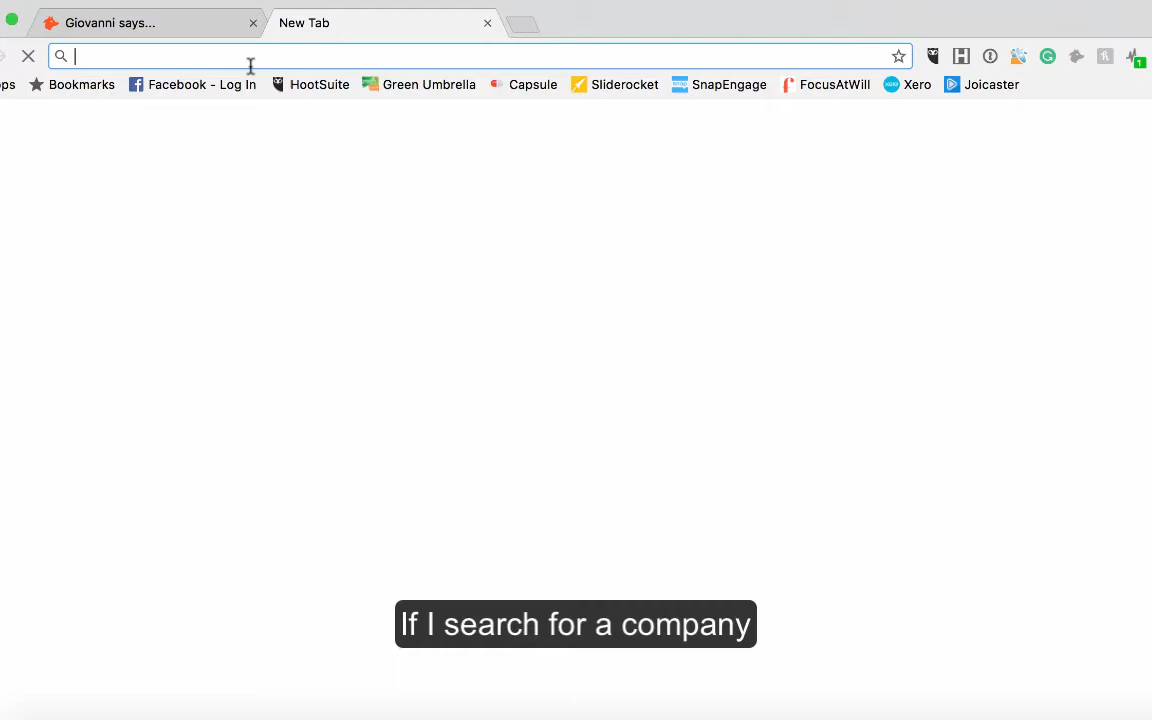 Giovanni says...
New Tab
ps Bookmarks Facebook - Log In HootSuite Green Umbrella Capsule Sliderocket SnapEngage FocusAtWill Xero Joicaster
1
If I search for a company